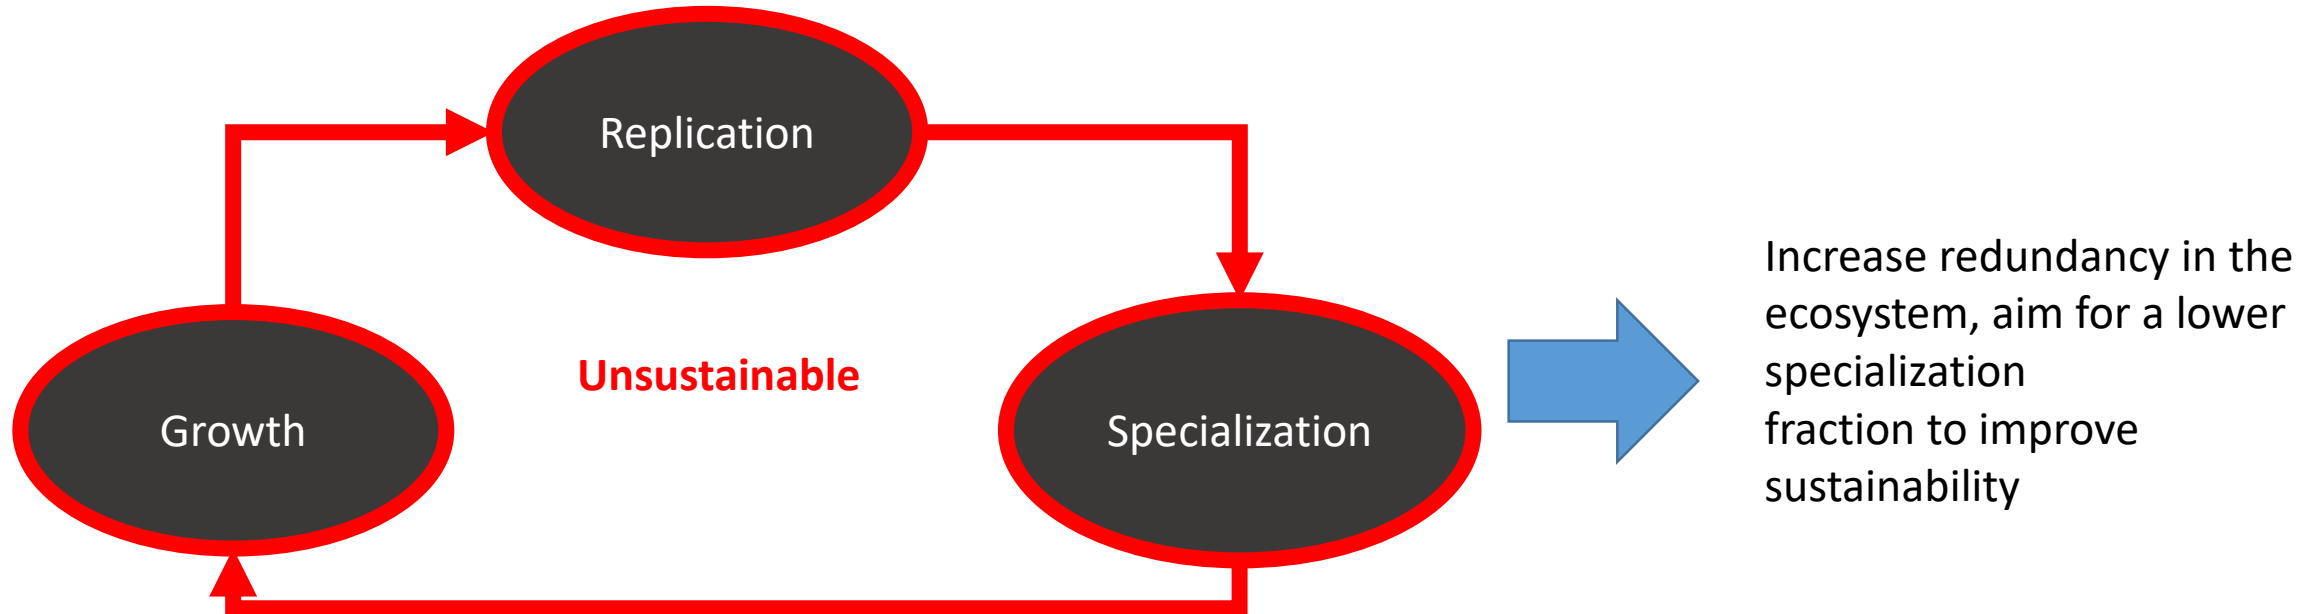 Replication
Growth
Unsustainable
Specialization
Increase redundancy in the
ecosystem, aim for a lower
specialization
fraction to improve
sustainability